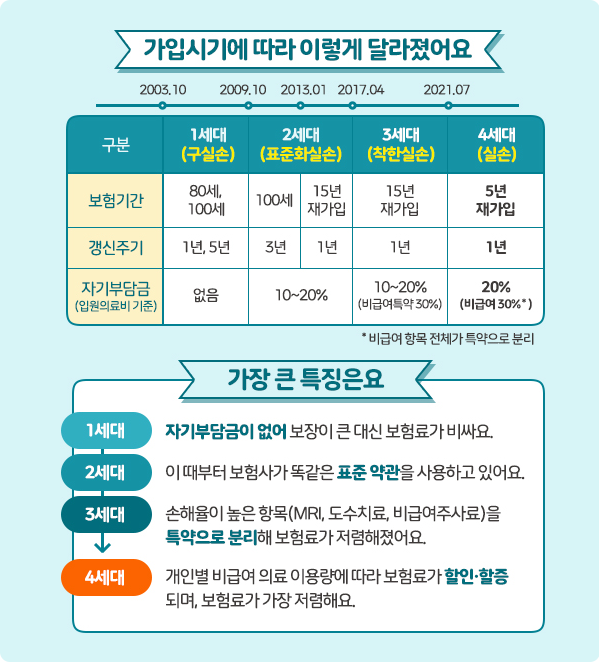 가입시기에 따라 이렇게 달라졌어요
2003.10 2009.10 2013.01 2017.04 2021.07
구분 1세대 (구실손) 2세대 (표준화실손) 3세대 (착한실손) 4세대 (실손)
보험기간 80세, 100세 100세 15년 재가입 15년 재가입 5년 재가입
갱신주기 1년, 5년 3년 1년 1년 1년
자기부담금 (입원의료비 기준) 없음 10~20% 10~20% (비급여특약 30%) 20% (비급여 30%*)
* 비급여 항목 전체가 특약으로 분리
가장 큰 특징은요
1세대 자기부담금이 없어 보장이 큰 대신 보험료가 비싸요.
2세대 이 때부터 보험사가 똑같은 표준 약관을 사용하고 있어요.
3세대 손해율이 높은 항목(MRI, 도수치료, 비급여주사료)을
특약으로 분리해 보험료가 저렴해졌어요.
4세대 개인별 비급여 의료 이용량에 따라 보험료가 할인·할증
되며, 보험료가 가장 저렴해요.